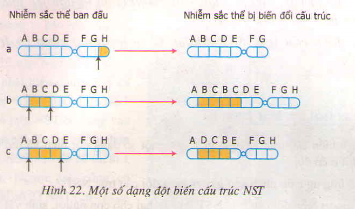 Nhiễm sắc thể ban đầu Nhiễm sắc thể bị biến đổi cấu trúc
A B C D E F G H A B C D E F G
a
A B C D E F G H A B C B C D E F G H
b
A B C D E F G H A D C B E F G H
c
Hình 22. Một số dạng đột biến cấu trúc NST